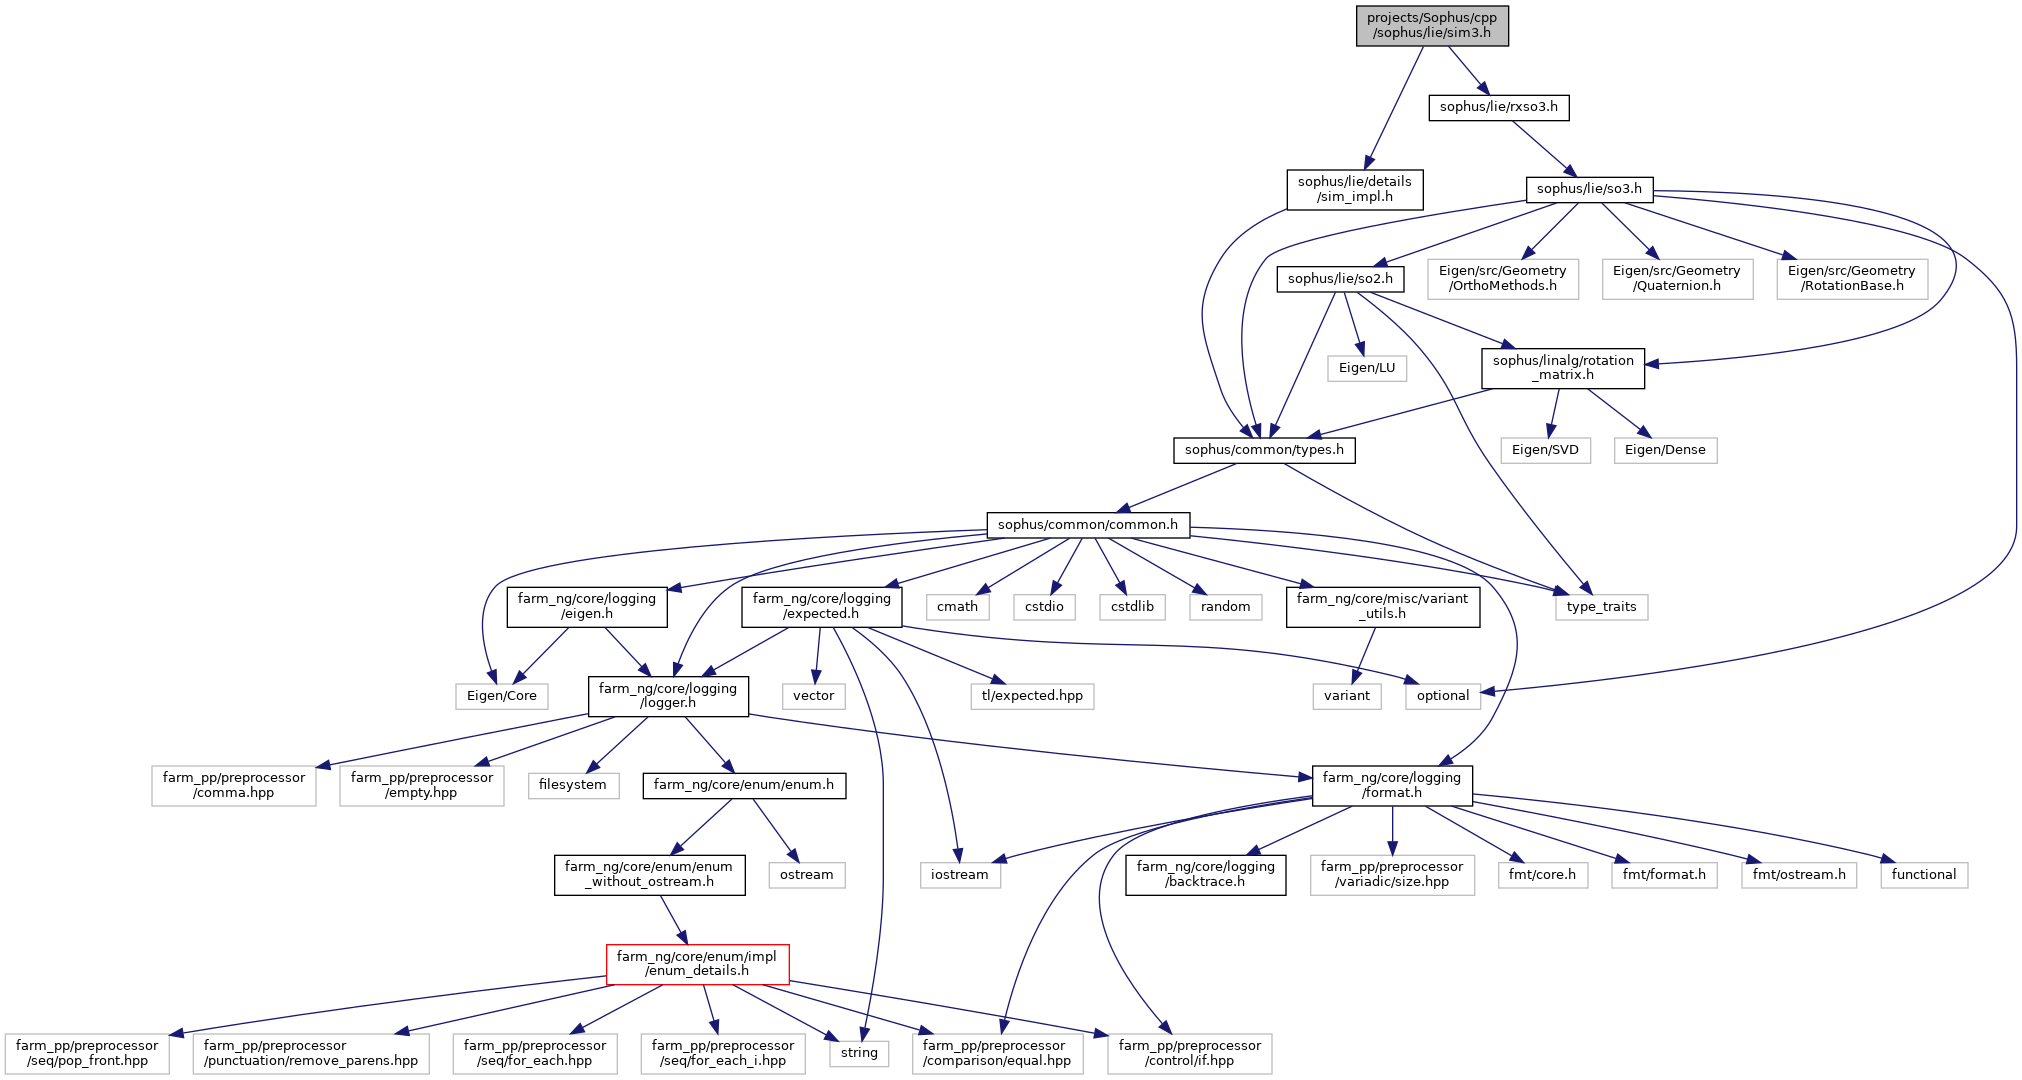 projects/Sophus/cpp
/sophus/lie/sim3.h
sophus/lie/rxso3.h
sophus/lie/details
/sim_impl.h
sophus/lie/so3.h
sophus/lie/so2.h
Eigen/src/Geometry
/OrthoMethods.h
Eigen/src/Geometry
/Quaternion.h
Eigen/src/Geometry
/RotationBase.h
Eigen/LU
sophus/linalg/rotation
_matrix.h
sophus/common/types.h
Eigen/SVD
Eigen/Dense
sophus/common/common.h
farm_ng/core/logging
/eigen.h
farm_ng/core/logging
/expected.h
cmath
cstdio
cstdlib
random
farm_ng/core/misc/variant
_utils.h
type_traits
Eigen/Core
farm_ng/core/logging
/logger.h
vector
tl/expected.hpp
variant
optional
farm_pp/preprocessor
/comma.hpp
farm_pp/preprocessor
/empty.hpp
filesystem
farm_ng/core/enum/enum.h
farm_ng/core/logging
/format.h
farm_ng/core/enum/enum
_without_ostream.h
ostream
iostream
farm_ng/core/logging
/backtrace.h
farm_pp/preprocessor
/variadic/size.hpp
fmt/core.h
fmt/format.h
fmt/ostream.h
functional
farm_ng/core/enum/impl
/enum_details.h
farm_pp/preprocessor
/seq/pop_front.hpp
farm_pp/preprocessor
/punctuation/remove_parens.hpp
farm_pp/preprocessor
/seq/for_each.hpp
farm_pp/preprocessor
/seq/for_each_i.hpp
string
farm_pp/preprocessor
/comparison/equal.hpp
farm_pp/preprocessor
/control/if.hpp